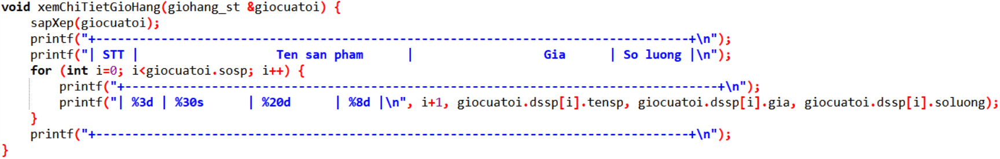 void xemChiTietGioHang(giohang_st &giocuatoi) {
    sapXep(giocuatoi);
    printf("+----------------------------------------------------------------------------------+\n");
    printf("| STT |                   Ten san pham      |                  Gia      | So luong |\n");
    for (int i=0; i<giocuatoi.sosp; i++) {
        printf("+----------------------------------------------------------------------------------+\n");
        printf("| %3d | %30s      | %20d      | %8d |\n", i+1, giocuatoi.dssp[i].tensp, giocuatoi.dssp[i].gia, giocuatoi.dssp[i].soluong);
    }
    printf("+----------------------------------------------------------------------------------+\n");
}